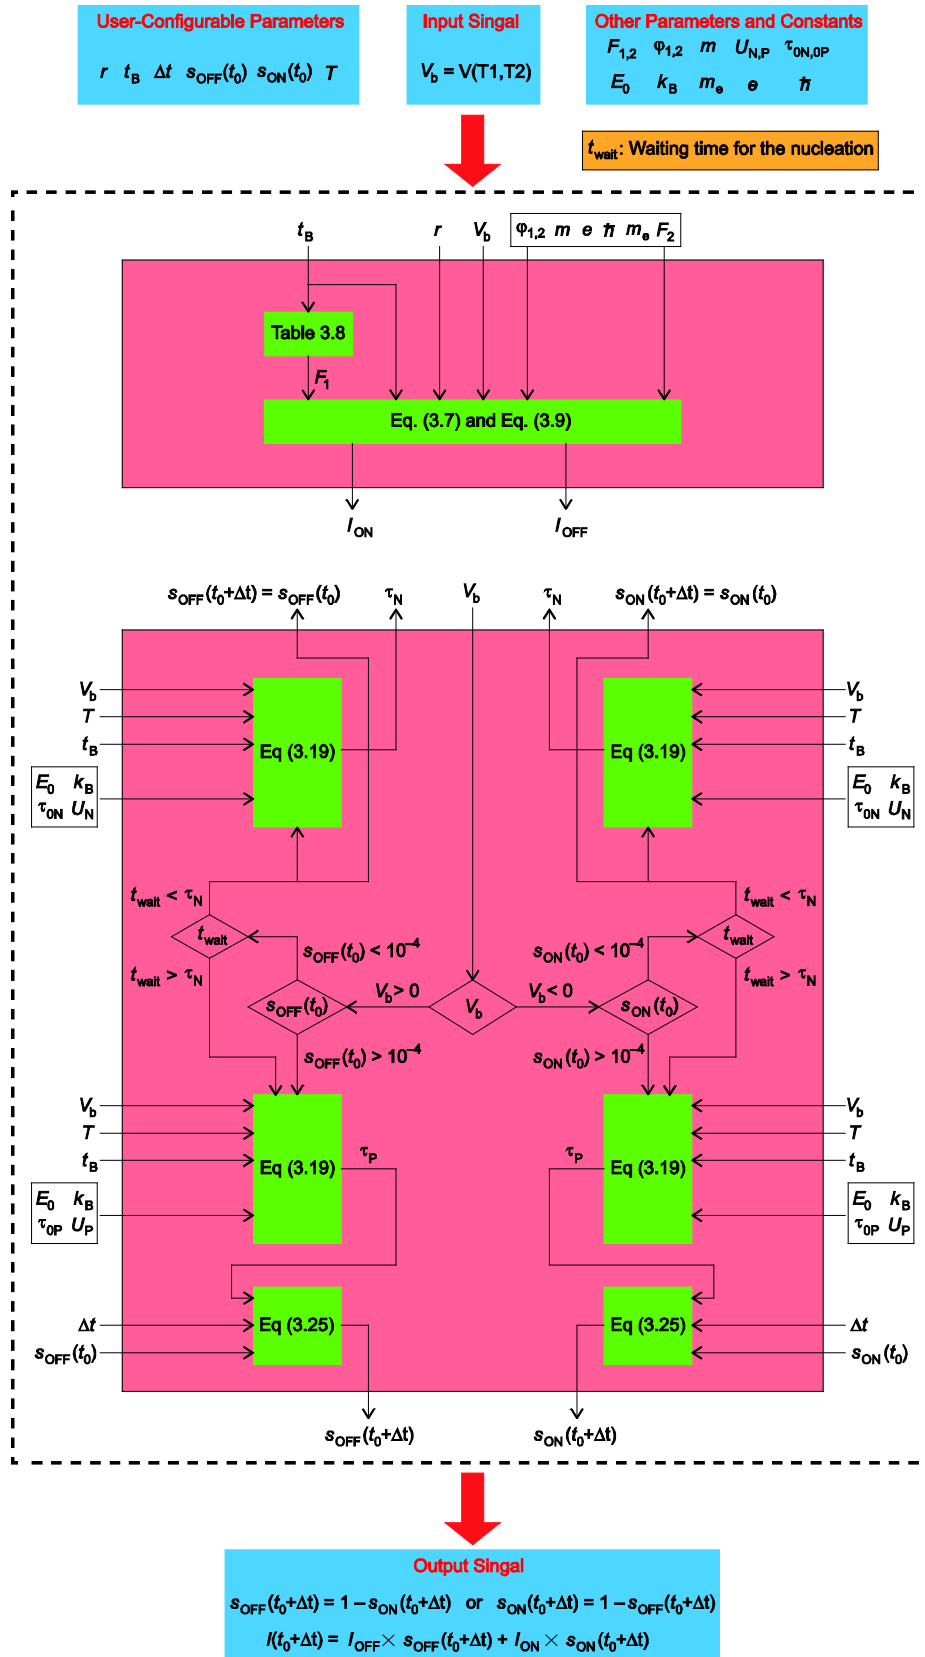 User-Configurable Parameters
r t_B Δt s_OFF(t_0) s_ON(t_0) T
Input Singal
V_b = V(T1,T2)
Other Parameters and Constants
F_1,2 φ_1,2 m U_N,P τ_0N,0P
E_0 k_B m_e e ħ
t_wait: Waiting time for the nucleation
t_B r V_b φ_1,2 m e ħ m_e F_2
Table 3.8
F_1
Eq. (3.7) and Eq. (3.9)
I_ON I_OFF
s_OFF(t_0+Δt) = s_OFF(t_0) τ_N V_b τ_N s_ON(t_0+Δt) = s_ON(t_0)
V_b V_b
T T
t_B Eq (3.19) Eq (3.19) t_B
E_0 k_B E_0 k_B
τ_0N U_N τ_0N U_N
t_wait < τ_N t_wait < τ_N
t_wait t_wait
s_OFF(t_0) < 10^–4 s_ON(t_0) < 10^–4
t_wait > τ_N t_wait > τ_N
V_b > 0 V_b < 0
s_OFF(t_0) V_b s_ON(t_0)
s_OFF(t_0) > 10^–4 s_ON(t_0) > 10^–4
V_b V_b
T T
τ_P τ_P
t_B Eq (3.19) Eq (3.19) t_B
E_0 k_B E_0 k_B
τ_0P U_P τ_0P U_P
Δt Eq (3.25) Eq (3.25) Δt
s_OFF(t_0) s_ON(t_0)
s_OFF(t_0+Δt) s_ON(t_0+Δt)
Output Singal
s_OFF(t_0+Δt) = 1 – s_ON(t_0+Δt) or s_ON(t_0+Δt) = 1 – s_OFF(t_0+Δt)
I(t_0+Δt) = I_OFF × s_OFF(t_0+Δt) + I_ON × s_ON(t_0+Δt)